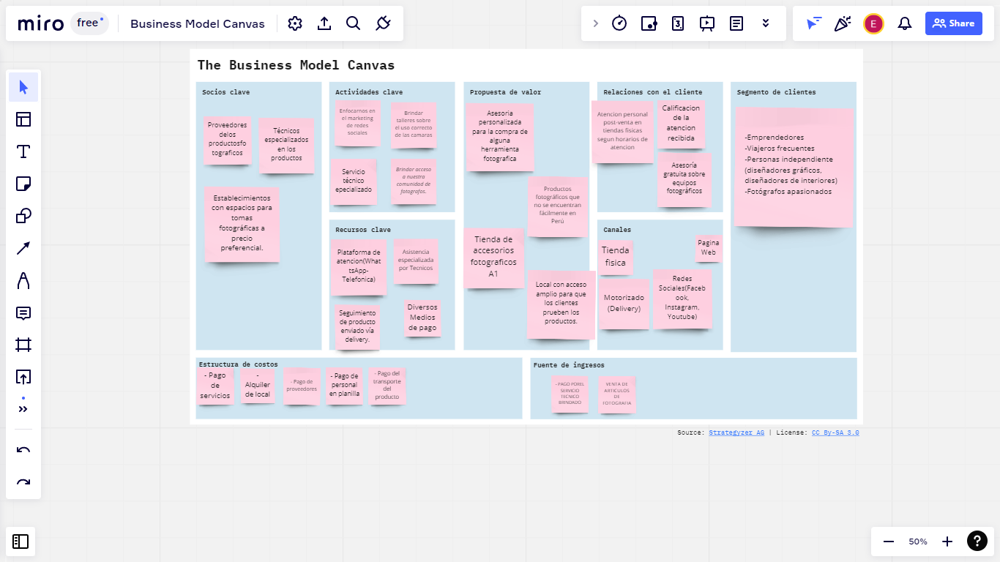 miro
free
Business Model Canvas
3
E
Share
The Business Model Canvas
Socios clave
Proveedores
delos
productosfo
tograficos
Técnicos
especializados
en los
productos
Establecimientos
con espacios para
tomas
fotográficas a
precio
preferencial.
Actividades clave
Enfocarnos en
el marketing
de redes
sociales
Brindar
talleres sobre
el uso correcto
de las camaras
Servicio
técnico
epecializado
Brindar acceso
a nuestra
comunidad de
fotografos.
Recursos clave
Plataforma de
atencion(Wha
tsApp-
Telefonica)
Asistencia
especializada
por Tecnicos
Seguimiento
de producto
enviado vía
delivery.
Diversos
Medios
de pago
Propuesta de valor
Asesoria
personalizada
para la compra de
alguna
herramienta
fotografica
Productos
fotográficos que
no se encuentran
fácilmente en
Perú
Tienda de
accesorios
fotograficos
A1
Local con acceso
amplio para que
los clientes
prueben los
productos.
Relaciones con el cliente
Atencion personal
post-venta en
tiendas fisicas
segun horarios de
atencion
Calificacion
de la
atencion
recibida
Asesoría
gratuita sobre
equipos
fotográficos
Canales
Tienda
fisica
Pagina
Web
Motorizado
(Delivery)
Redes
Sociales(Faceb
ook,
Instagram,
Youtube)
Segmento de clientes
-Emprendedores
-Viajeros frecuentes
-Personas independiente
(diseñadores gráficos,
diseñadores de interiores)
-Fotógrafos apasionados
Estructura de costos
- Pago
de
servicios
-
Alquiler
de local
- Pago de
proveedores
- Pago de
personal
en planilla
- Pago del
transporte
del
producto
Fuente de ingresos
- PAGO POREL
SERVICIO
TECNICO
BRINDADO
VENTA DE
ARTICULOS
DE
FOTOGRAFIA
Source: Strategyzer AG | License: CC By-SA 3.0
50%
?